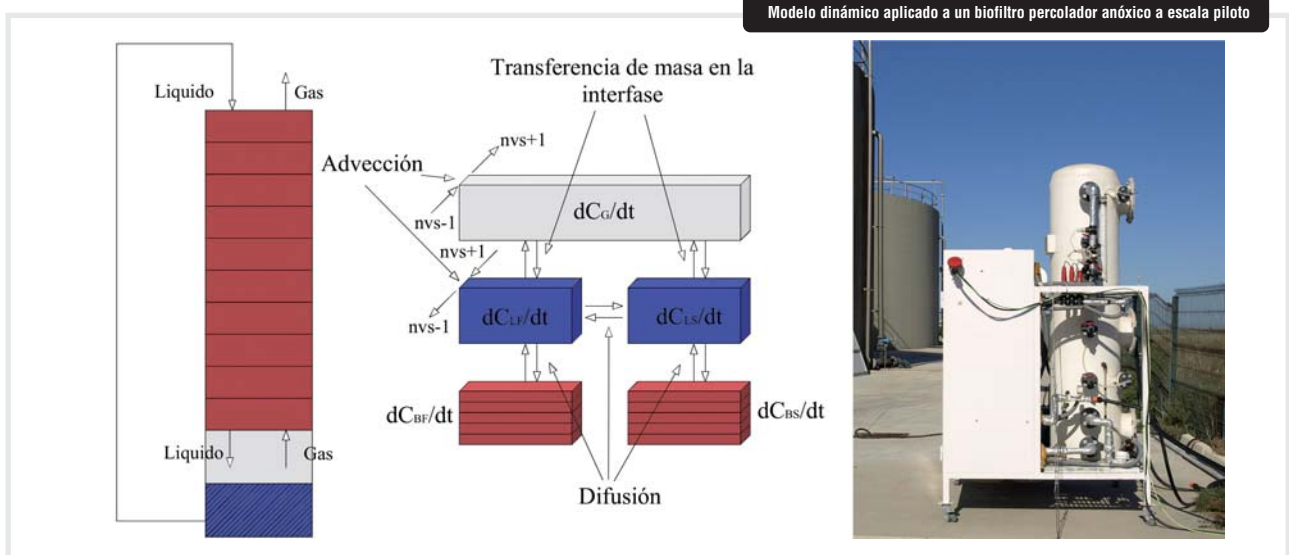 Modelo dinámico aplicado a un biofiltro percolador anóxico a escala piloto
Liquido
Gas
Transferencia de masa en la
interfase
Advección
nvs+1
nvs-1
dCG/dt
nvs+1
nvs-1
dCLF/dt
dCLS/dt
dCBF/dt
dCBS/dt
Liquido
Gas
Difusión